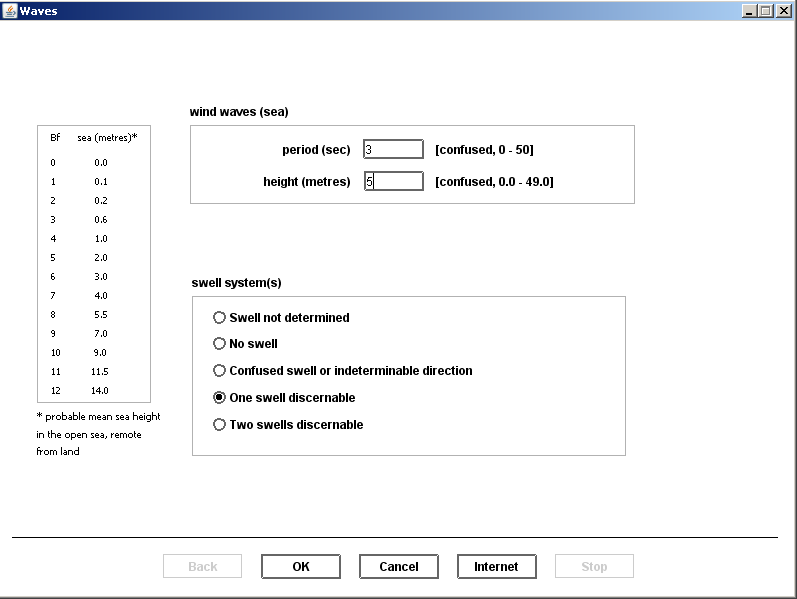 Waves
wind waves (sea)
period (sec) 3 [confused, 0 - 50]
height (metres) 5 [confused, 0.0 - 49.0]
Bf sea (metres)*
0 0.0
1 0.1
2 0.2
3 0.6
4 1.0
5 2.0
6 3.0
7 4.0
8 5.5
9 7.0
10 9.0
11 11.5
12 14.0
* probable mean sea height
in the open sea, remote
from land
swell system(s)
Swell not determined
No swell
Confused swell or indeterminable direction
One swell discernable
Two swells discernable
Back OK Cancel Internet Stop